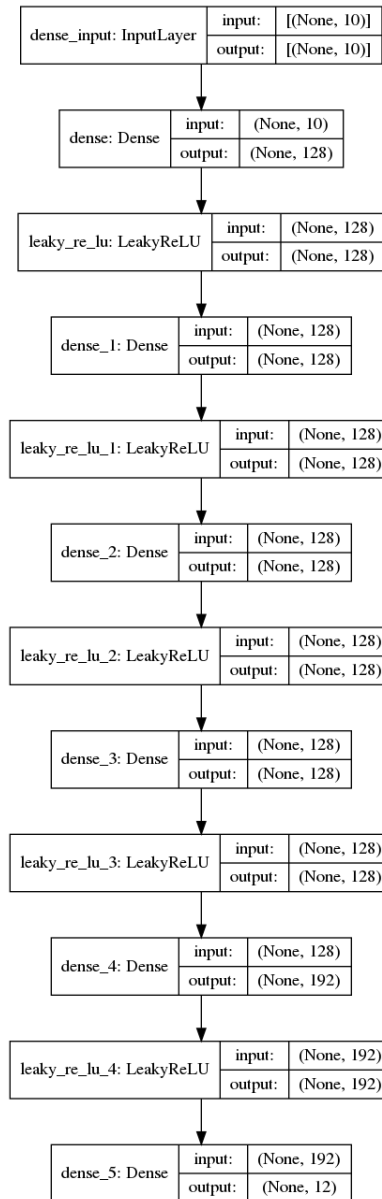 dense_input: InputLayer
input: [(None, 10)]
output: [(None, 10)]
dense: Dense
input: (None, 10)
output: (None, 128)
leaky_re_lu: LeakyReLU
input: (None, 128)
output: (None, 128)
dense_1: Dense
input: (None, 128)
output: (None, 128)
leaky_re_lu_1: LeakyReLU
input: (None, 128)
output: (None, 128)
dense_2: Dense
input: (None, 128)
output: (None, 128)
leaky_re_lu_2: LeakyReLU
input: (None, 128)
output: (None, 128)
dense_3: Dense
input: (None, 128)
output: (None, 128)
leaky_re_lu_3: LeakyReLU
input: (None, 128)
output: (None, 128)
dense_4: Dense
input: (None, 128)
output: (None, 192)
leaky_re_lu_4: LeakyReLU
input: (None, 192)
output: (None, 192)
dense_5: Dense
input: (None, 192)
output: (None, 12)